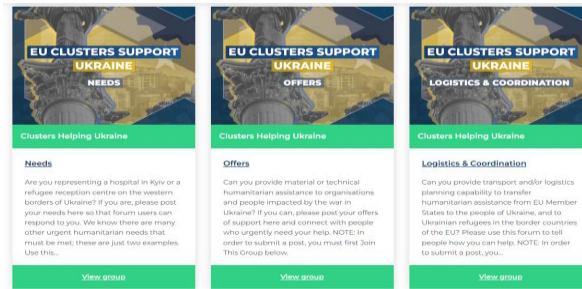 EU CLUSTERS SUPPORT
UKRAINE
NEEDS
Clusters Helping Ukraine
Needs
Are you representing a hospital in Kyiv or a
refugee reception centre on the western
borders of Ukraine? If you are, please post
your needs here so that forum users can
respond to you. We know there are many
other urgent humanitarian needs that
must be met; these are just two examples.
Use this...
View group
EU CLUSTERS SUPPORT
UKRAINE
OFFERS
Clusters Helping Ukraine
Offers
Can you provide material or technical
humanitarian assistance to organisations
and people impacted by the war in
Ukraine? If you can, please post your offers
of support here and connect with people
who urgently need your help. NOTE: In
order to submit a post, you must first Join
This Group below.
View group
EU CLUSTERS SUPPORT
UKRAINE
LOGISTICS & COORDINATION
Clusters Helping Ukraine
Logistics & Coordination
Can you provide transport and/or logistics
planning capability to transfer
humanitarian assistance from EU Member
States to the people of Ukraine, and to
Ukrainian refugees in the border countries
of the EU? Please use this forum to tell
people how you can help. NOTE: In order
to submit a post, you...
View group